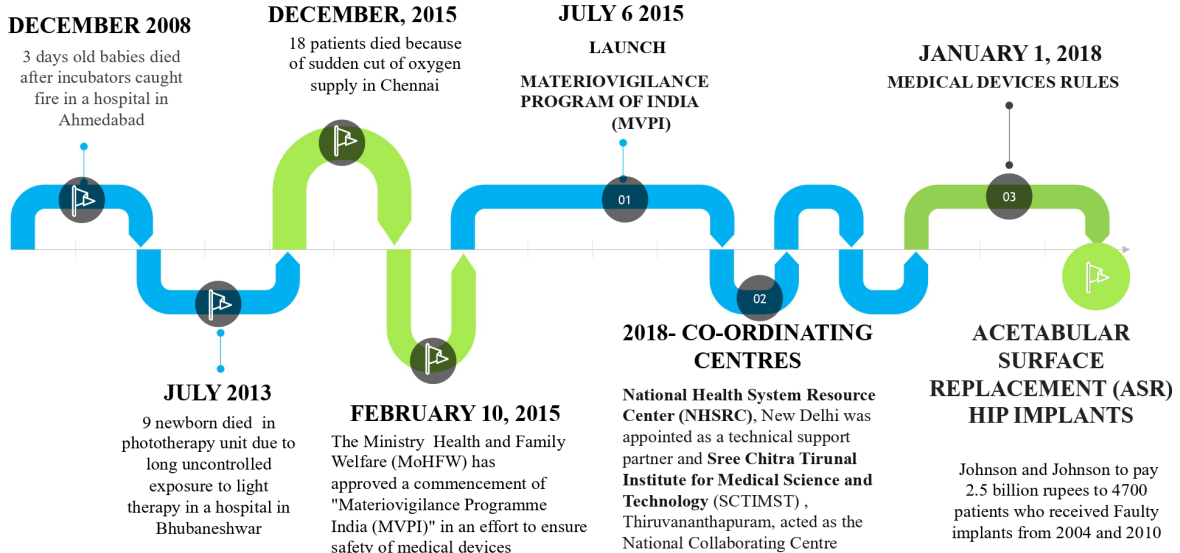 DECEMBER 2008
3 days old babies died
after incubators caught
fire in a hospital in
Ahmedabad
JULY 2013
9 newborn died in
phototherapy unit due to
long uncontrolled
exposure to light
therapy in a hospital in
Bhubaneshwar
DECEMBER, 2015
18 patients died because
of sudden cut of oxygen
supply in Chennai
FEBRUARY 10, 2015
The Ministry Health and Family
Welfare (MoHFW) has
approved a commencement of
"Materiovigilance Programme
India (MVPI)" in an effort to ensure
safety of medical devices
JULY 6 2015
LAUNCH
MATERIOVIGILANCE
PROGRAM OF INDIA
(MVPI)
01
02
2018- CO-ORDINATING
CENTRES
National Health System Resource
Center (NHSRC), New Delhi was
appointed as a technical support
partner and Sree Chitra Tirunal
Institute for Medical Science and
Technology (SCTIMST) ,
Thiruvananthapuram, acted as the
National Collaborating Centre
JANUARY 1, 2018
MEDICAL DEVICES RULES
03
ACETABULAR
SURFACE
REPLACEMENT (ASR)
HIP IMPLANTS
Johnson and Johnson to pay
2.5 billion rupees to 4700
patients who received Faulty
implants from 2004 and 2010